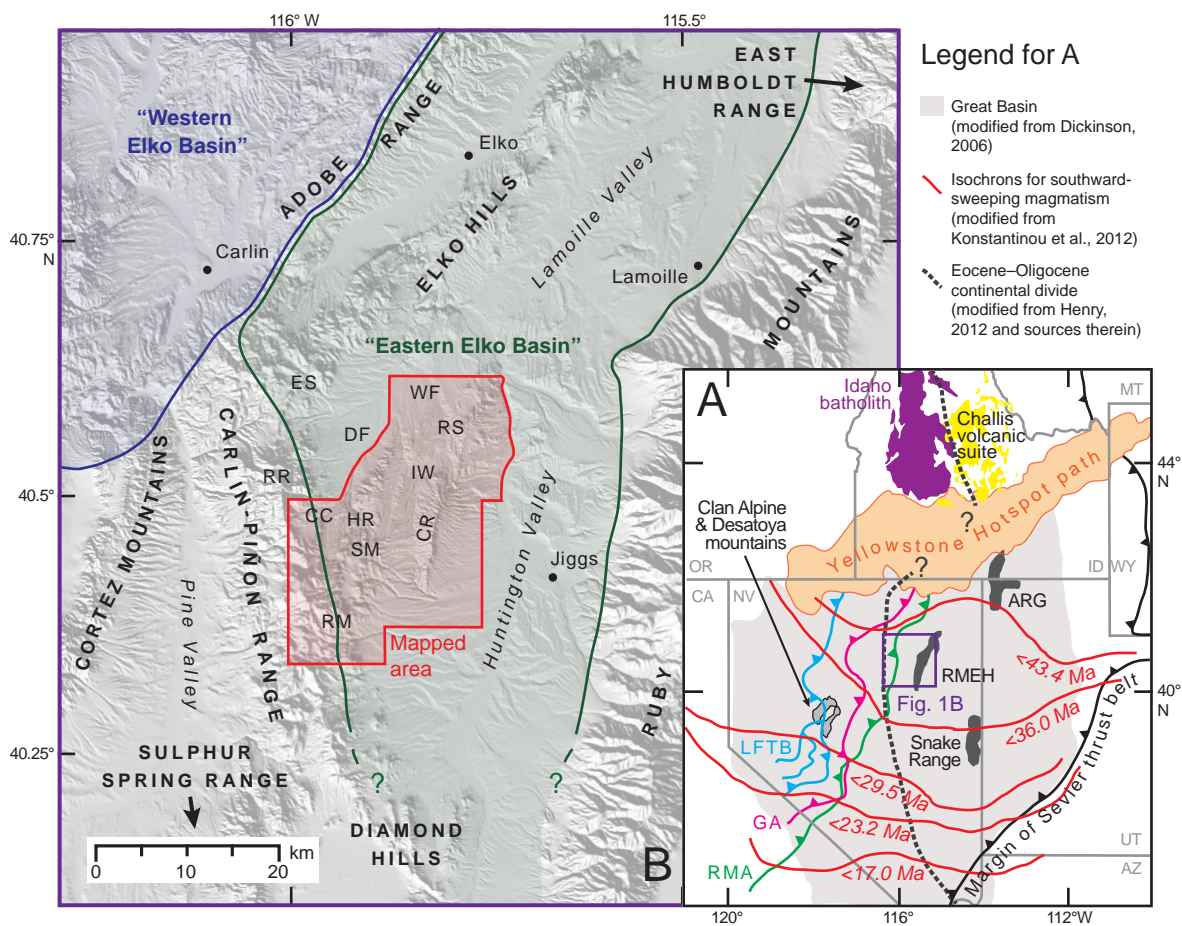 116° W
115.5°
40.75°
N
40.5°
40.25°
"Western
Elko Basin"
ADOBE RANGE
EAST
HUMBOLDT
RANGE
Elko
ELKO HILLS
Lamoille Valley
Carlin
Lamoille
MOUNTAINS
"Eastern Elko Basin"
ES
WF
DF
RS
RR
IW
CC
HR
SM
CR
RM
Jiggs
CORTEZ MOUNTAINS
CARLIN-PIÑON RANGE
Pine Valley
Huntington Valley
Mapped
area
RUBY
SULPHUR
SPRING RANGE
?
?
DIAMOND
HILLS
0 10 20 km
B
Legend for A
Great Basin
(modified from Dickinson,
2006)
Isochrons for southward-
sweeping magmatism
(modified from
Konstantinou et al., 2012)
Eocene–Oligocene
continental divide
(modified from Henry,
2012 and sources therein)
A
Idaho
batholith
Challis
volcanic
suite
MT
44°
N
Clan Alpine
& Desatoya
mountains
Yellowstone Hotspot path
?
?
OR
CA
NV
ID
WY
ARG
RMEH
Fig. 1B
<43.4 Ma
40°
N
<36.0 Ma
Snake
Range
LFTB
<29.5 Ma
GA
<23.2 Ma
RMA
<17.0 Ma
Margin of Sevier thrust belt
UT
AZ
120°
116°
112°W